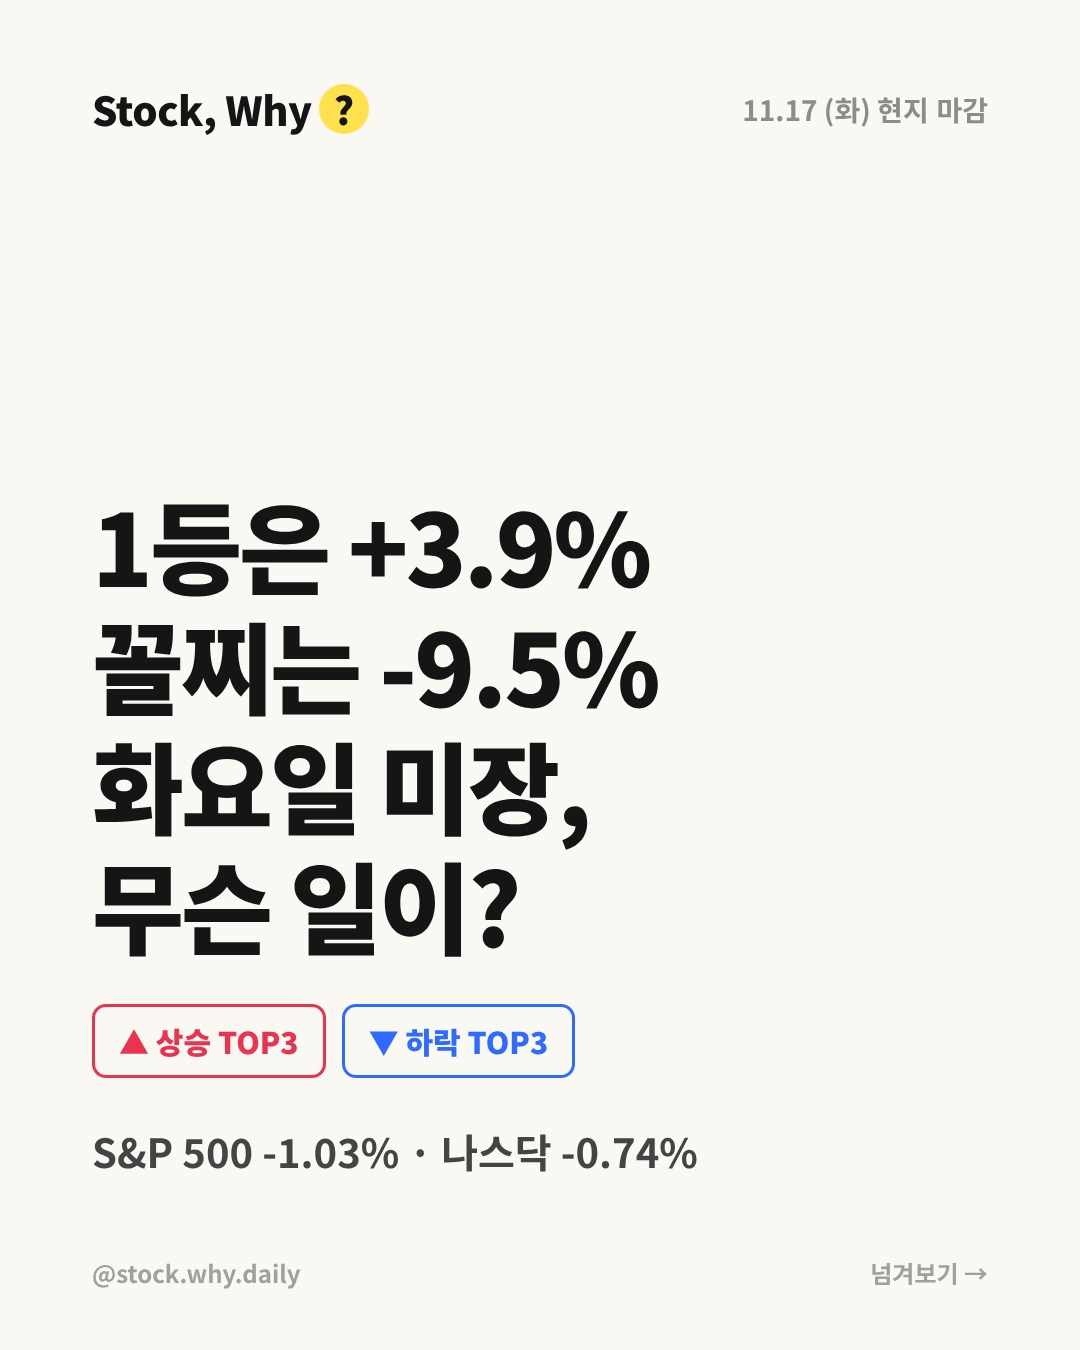 Stock, Why ?
11.17 (화) 현지 마감
1등은 +3.9%
꼴찌는 -9.5%
화요일 미장,
무슨 일이?
▲ 상승 TOP3
▼ 하락 TOP3
S&P 500 -1.03% · 나스닥 -0.74%
@stock.why.daily
넘겨보기 →